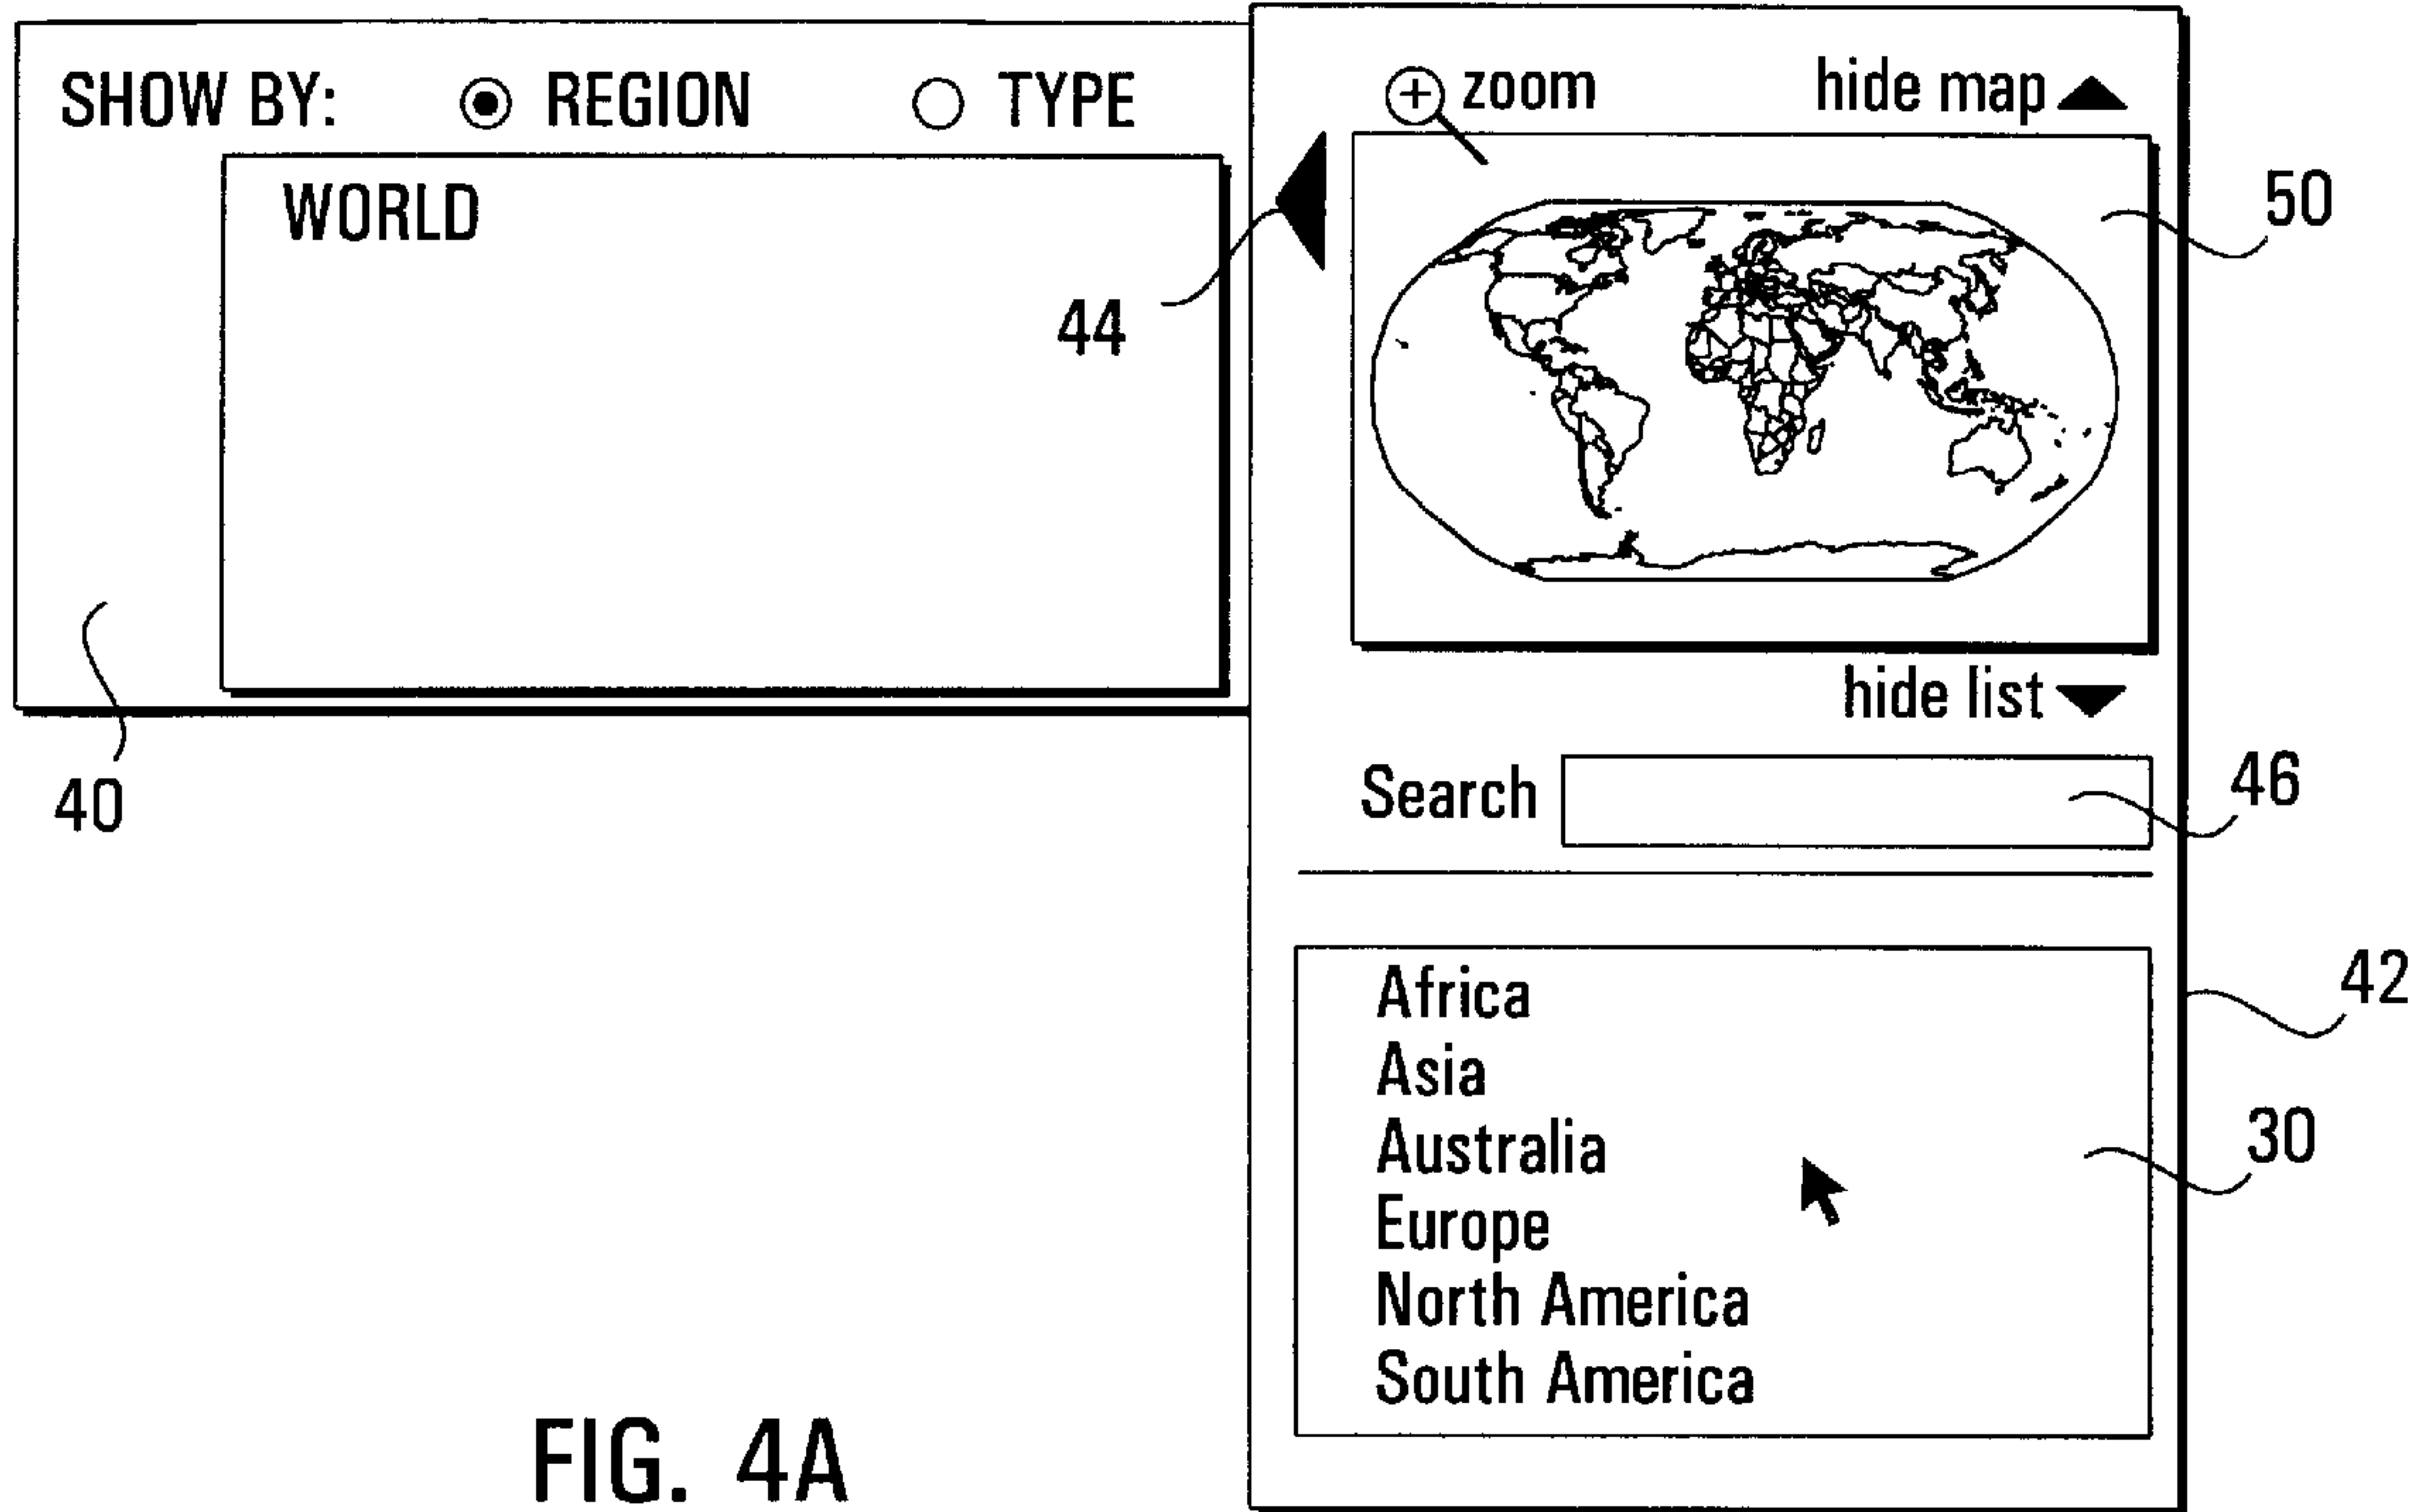 SHOW BY: REGION TYPE
WORLD
44
40
zoom hide map
50
hide list
Search
46
42
Africa
Asia
Australia
30
Europe
North America
South America
FIG. 4A